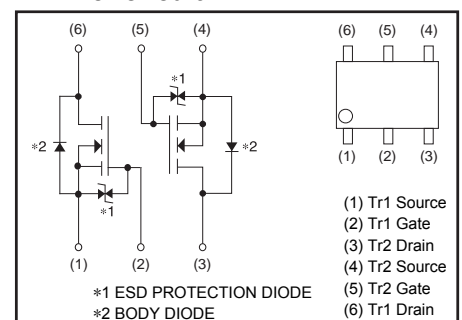 (6) (5) (4)
*1
*2
*2
*1
(1) (2) (3)
*1 ESD PROTECTION DIODE
*2 BODY DIODE
(6) (5) (4)
(1) (2) (3)
(1) Tr1 Source
(2) Tr1 Gate
(3) Tr2 Drain
(4) Tr2 Source
(5) Tr2 Gate
(6) Tr1 Drain